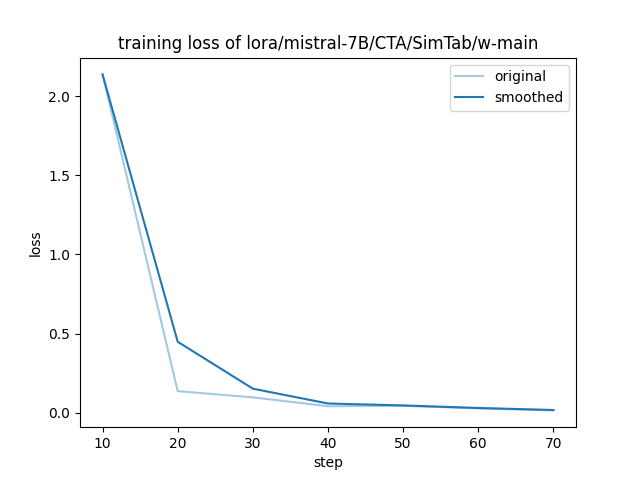 training loss of lora/mistral-7B/CTA/SimTab/w-main
original
smoothed
2.0
1.5
1.0
0.5
0.0
loss
10 20 30 40 50 60 70
step